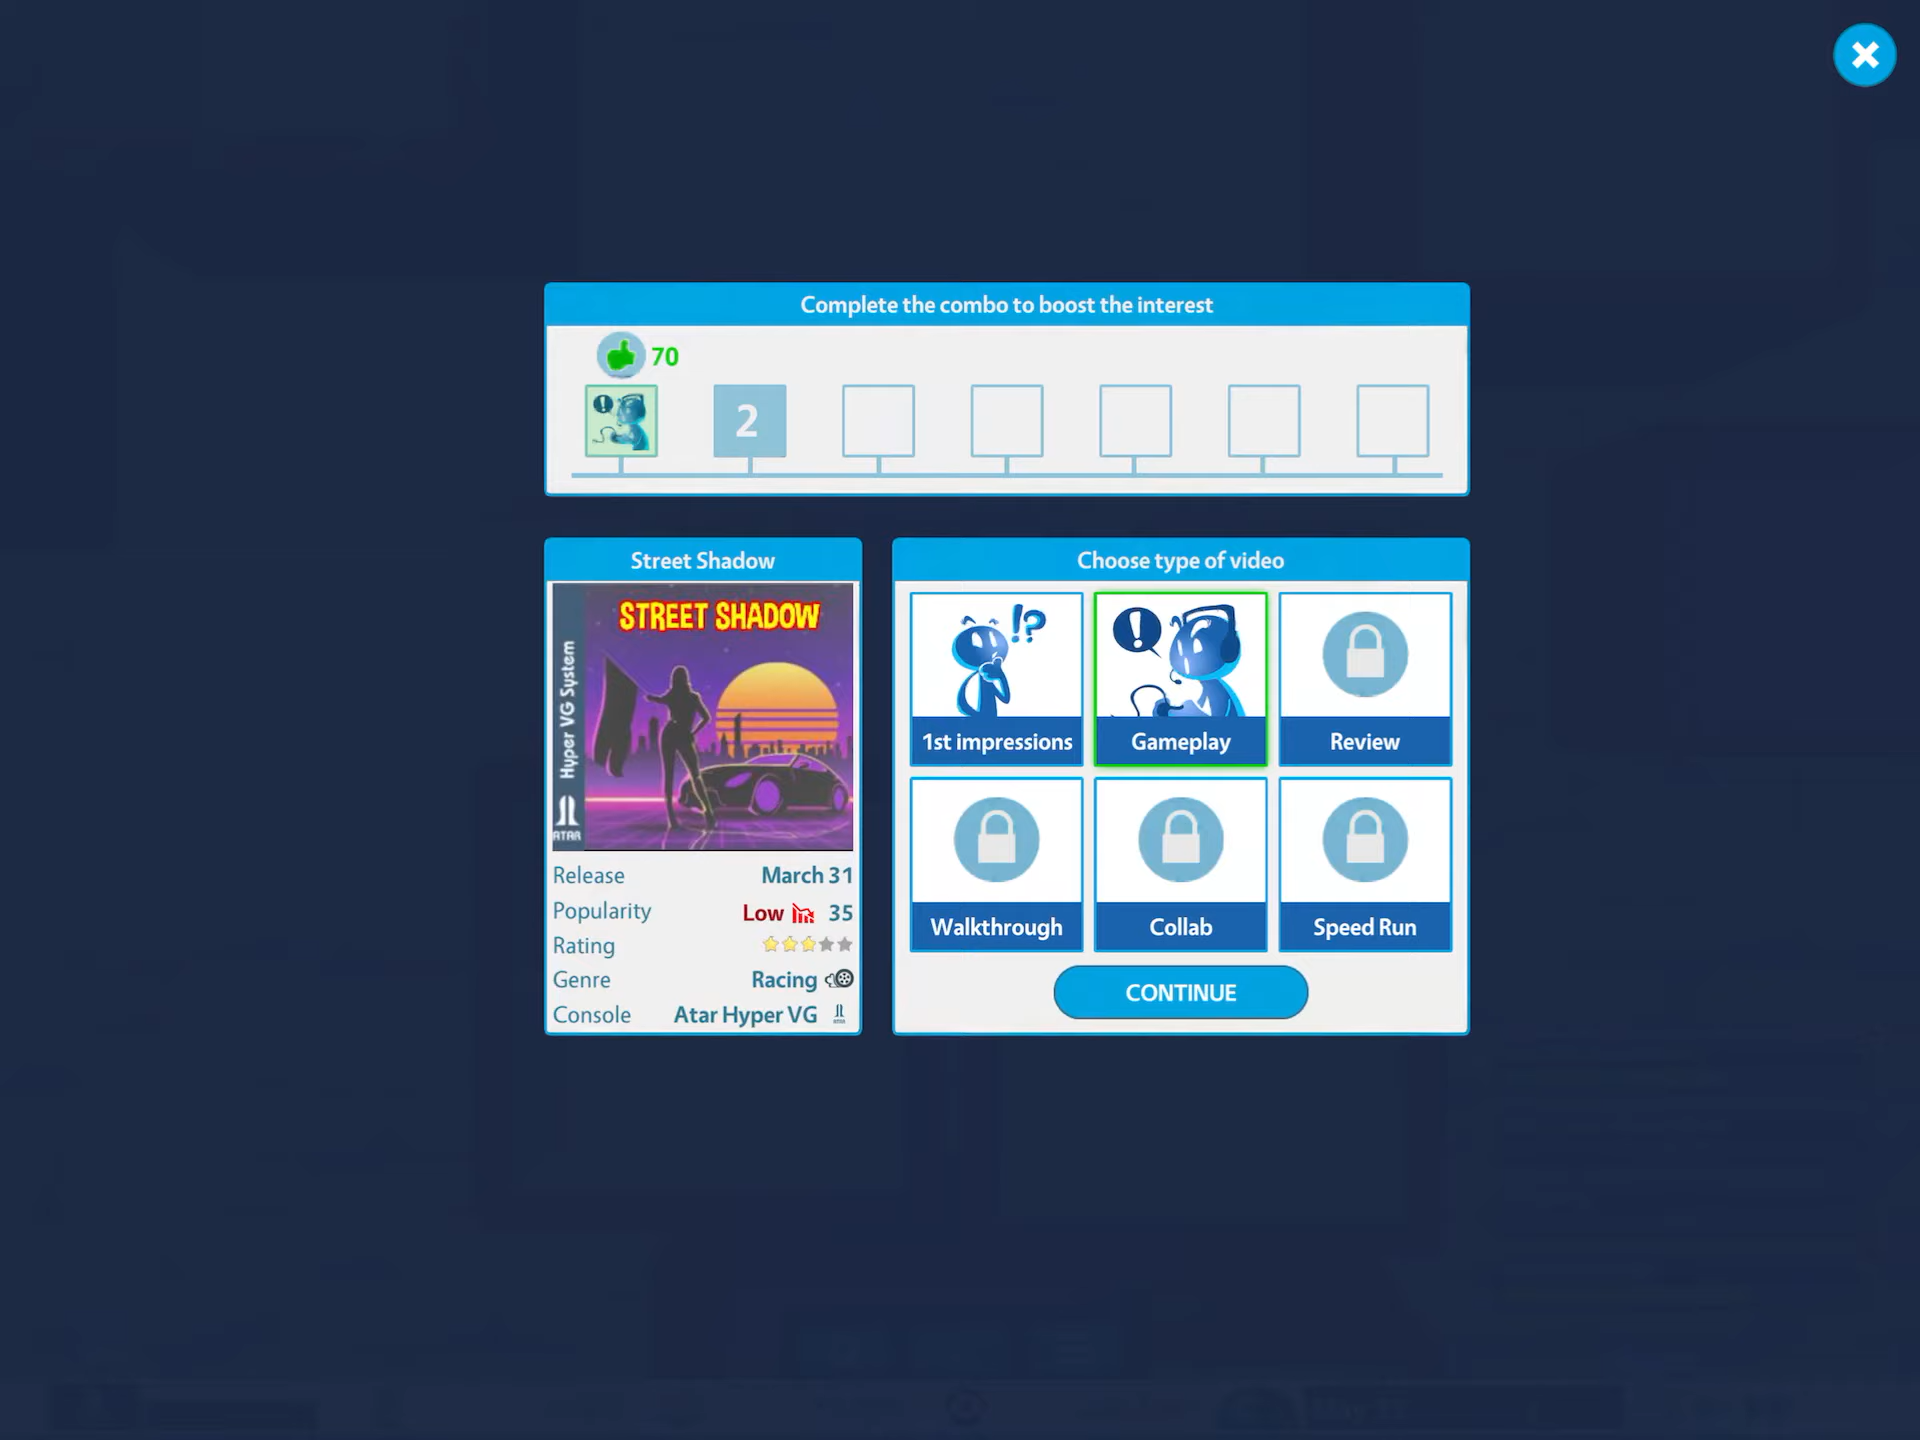 Complete the combo to boost the interest
70
2
Street Shadow
STREET SHADOW
Hyper VG System
ATAR
Release March 31
Popularity Low 35
Rating
Genre Racing
Console Atar Hyper VG
Choose type of video
!?
!
1st impressions Gameplay Review
Walkthrough Collab Speed Run
CONTINUE